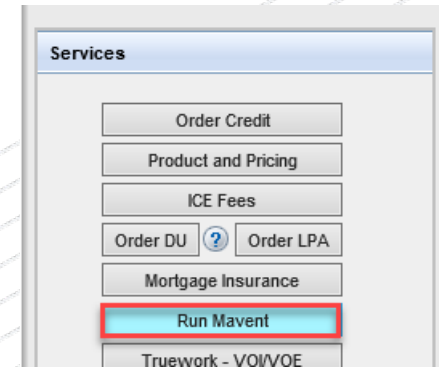 Services
Order Credit
Product and Pricing
ICE Fees
Order DU ? Order LPA
Mortgage Insurance
Run Mavent
Truework - VOI/VOE